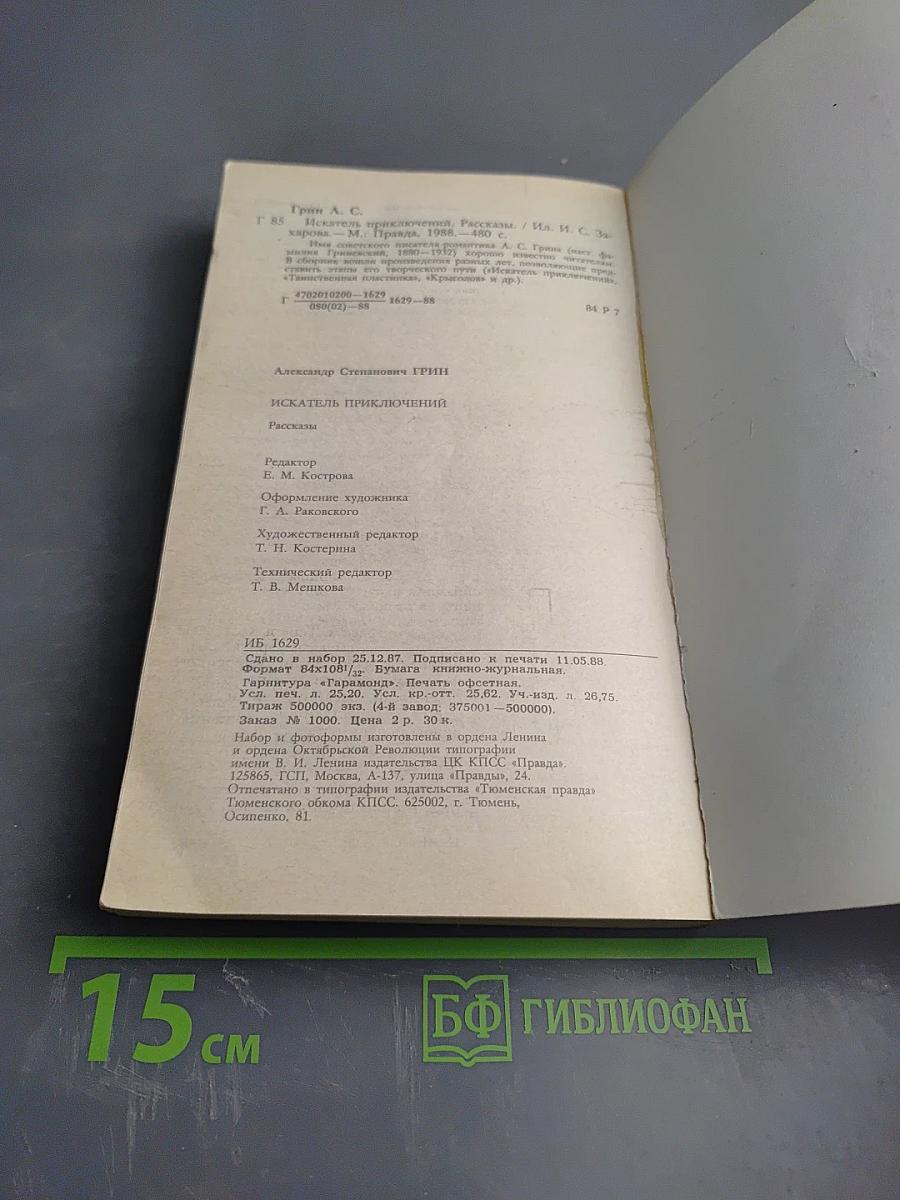 Грин А. С.
Г 85 Искатель приключений: Рассказы. / Ил. И. С. За-
харова.— М.: Правда, 1988.—480 с.
Имя советского писателя-романтика А. С. Грина (наст. фа-
милия Гриневский, 1880—1932) хорошо известно читателям.
В сборник вошли произведения разных лет, позволяющие пред-
ставить этапы его творческого пути («Искатель приключений»,
«Таинственная пластинка», «Крысолов» и др.).
Г 4702010200—1629 1629—88
080(02)—88
84 Р 7
Александр Степанович ГРИН
ИСКАТЕЛЬ ПРИКЛЮЧЕНИЙ
Рассказы
Редактор
Е. М. Кострова
Оформление художника
Г. А. Раковского
Художественный редактор
Т. Н. Костерина
Технический редактор
Т. В. Мешкова
ИБ 1629
Сдано в набор 25.12.87. Подписано к печати 11.05.88.
Формат 84х108¹/₃₂. Бумага книжно-журнальная.
Гарнитура «Гарамонд». Печать офсетная.
Усл. печ. л. 25,20. Усл. кр.-отт. 25,62. Уч.-изд. л. 26,75.
Тираж 500000 экз. (4-й завод: 375001—500000).
Заказ № 1000. Цена 2 р. 30 к.
Набор и фотоформы изготовлены в ордена Ленина
и ордена Октябрьской Революции типографии
имени В. И. Ленина издательства ЦК КПСС «Правда».
125865, ГСП, Москва, А-137, улица «Правды», 24.
Отпечатано в типографии издательства «Тюменская правда»
Тюменского обкома КПСС. 625002, г. Тюмень,
Осипенко, 81.
15 см
БФ ГИБЛИОФАН